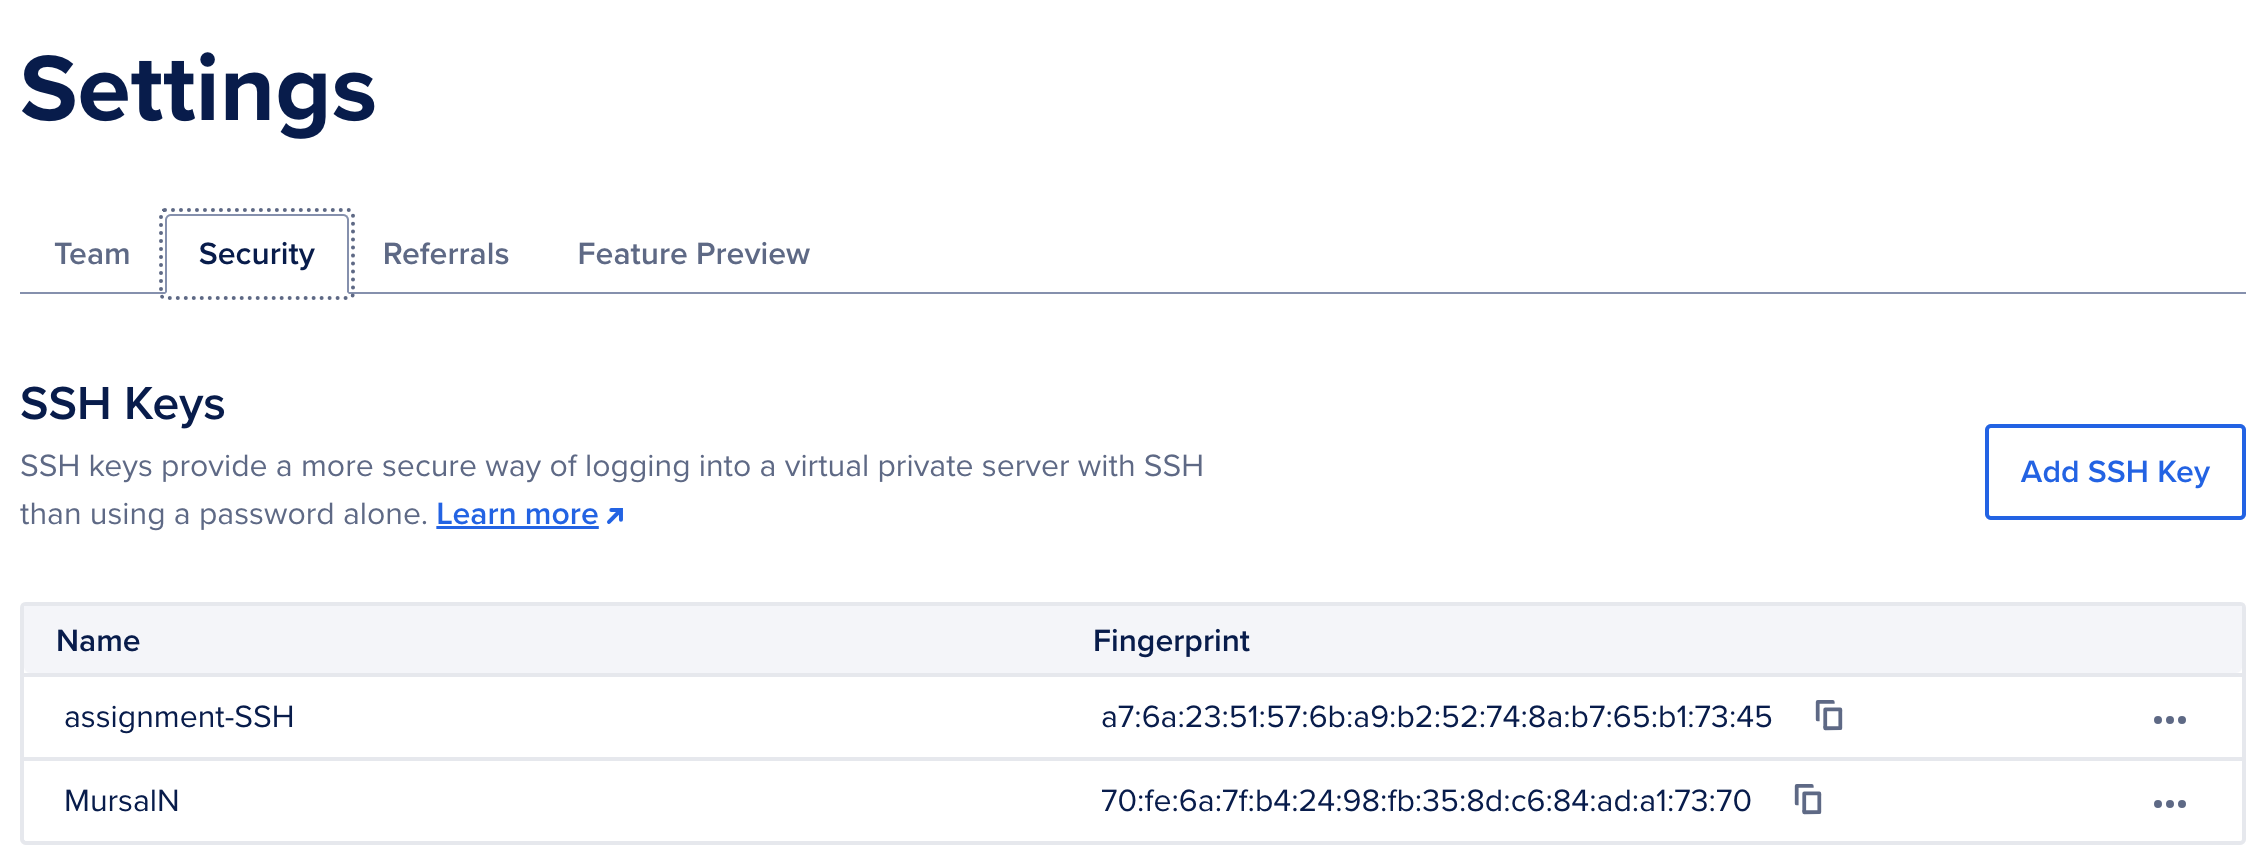 Settings
Team Security Referrals Feature Preview
SSH Keys
SSH keys provide a more secure way of logging into a virtual private server with SSH
than using a password alone. Learn more
Add SSH Key
Name Fingerprint
assignment-SSH a7:6a:23:51:57:6b:a9:b2:52:74:8a:b7:65:b1:73:45
MursalN 70:fe:6a:7f:b4:24:98:fb:35:8d:c6:84:ad:a1:73:70